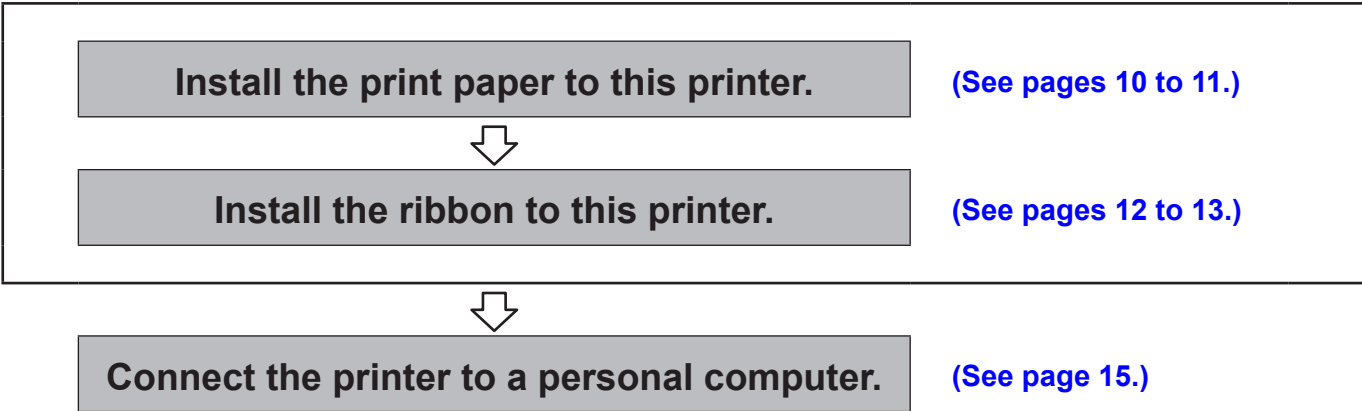 Install the print paper to this printer. (See pages 10 to 11.)
Install the ribbon to this printer. (See pages 12 to 13.)
Connect the printer to a personal computer. (See page 15.)